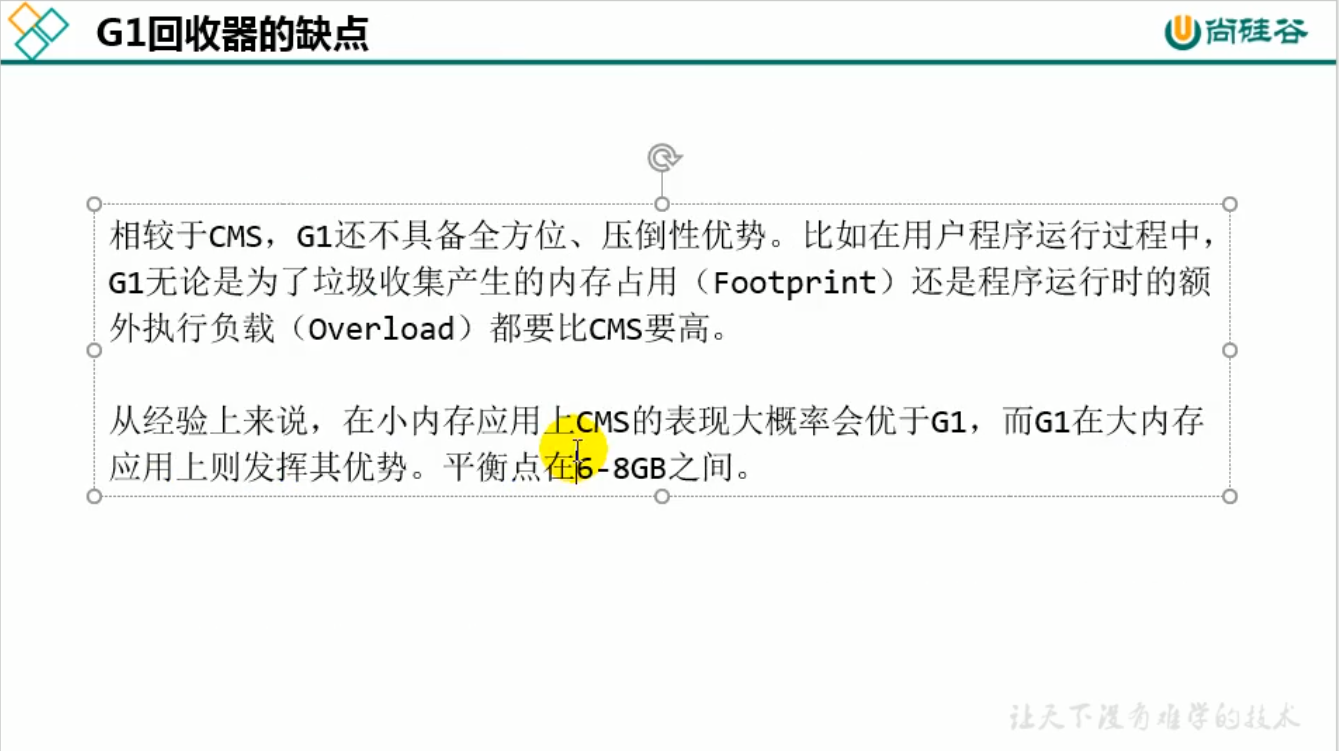 G1回收器的缺点
尚硅谷
相较于CMS，G1还不具备全方位、压倒性优势。比如在用户程序运行过程中，
G1无论是为了垃圾收集产生的内存占用（Footprint）还是程序运行时的额
外执行负载（Overload）都要比CMS要高。
从经验上来说，在小内存应用上CMS的表现大概率会优于G1，而G1在大内存
应用上则发挥其优势。平衡点在6-8GB之间。
让天下没有难学的技术